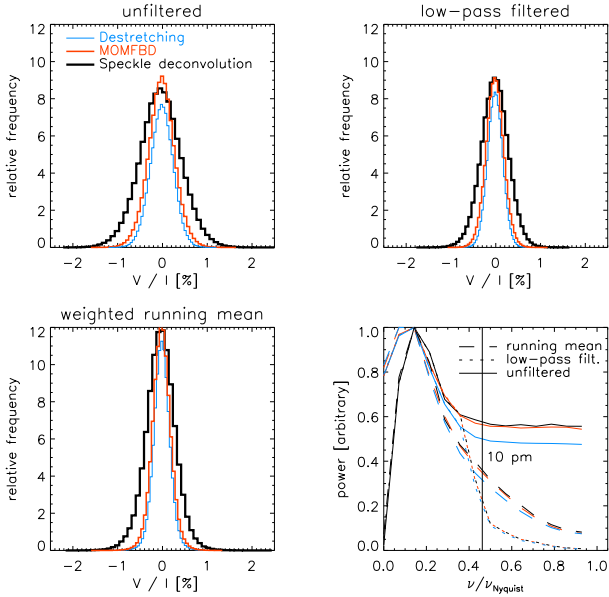 unfiltered
Destretching
MOMFBD
Speckle deconvolution
relative frequency
12
10
8
6
4
2
0
−2 −1 0 1 2
V / I [%]
low−pass filtered
relative frequency
12
10
8
6
4
2
0
−2 −1 0 1 2
V / I [%]
weighted running mean
relative frequency
12
10
8
6
4
2
0
−2 −1 0 1 2
V / I [%]
running mean
low−pass filt.
unfiltered
10 pm
power [arbitrary]
1.0
0.8
0.6
0.4
0.2
0.0
0.0 0.2 0.4 0.6 0.8 1.0
ν/νNyquist